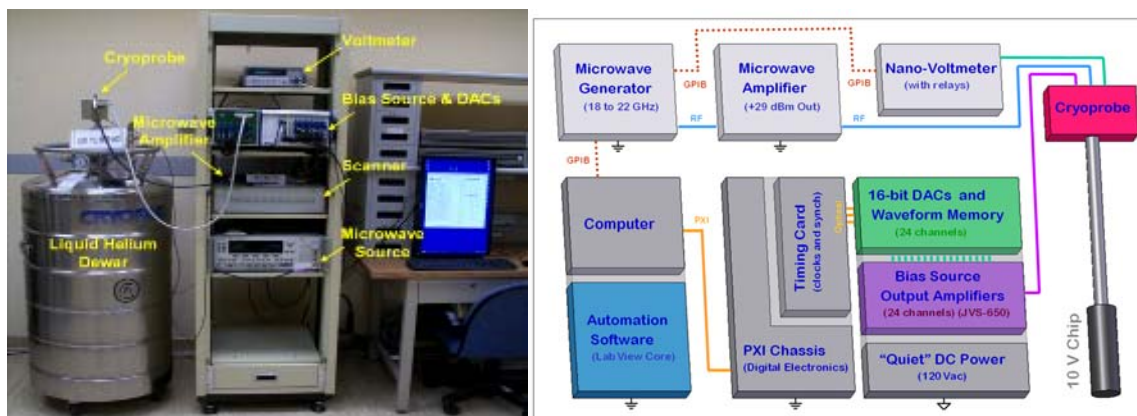 Cryoprobe
Voltmeter
Bias Source & DACs
Microwave
Amplifier
Scanner
Liquid Helium
Dewar
Microwave
Source
Microwave
Generator
(18 to 22 GHz)
GPIB
Microwave
Amplifier
(+29 dBm Out)
GPIB
Nano-Voltmeter
(with relays)
Cryoprobe
RF
RF
GPIB
Computer
PXI
Timing Card
(clocks and synch)
Optical
16-bit DACs and
Waveform Memory
(24 channels)
Bias Source
Output Amplifiers
(24 channels) (JVS-650)
Automation
Software
(Lab View Core)
PXI Chassis
(Digital Electronics)
"Quiet" DC Power
(120 Vac)
10 V Chip